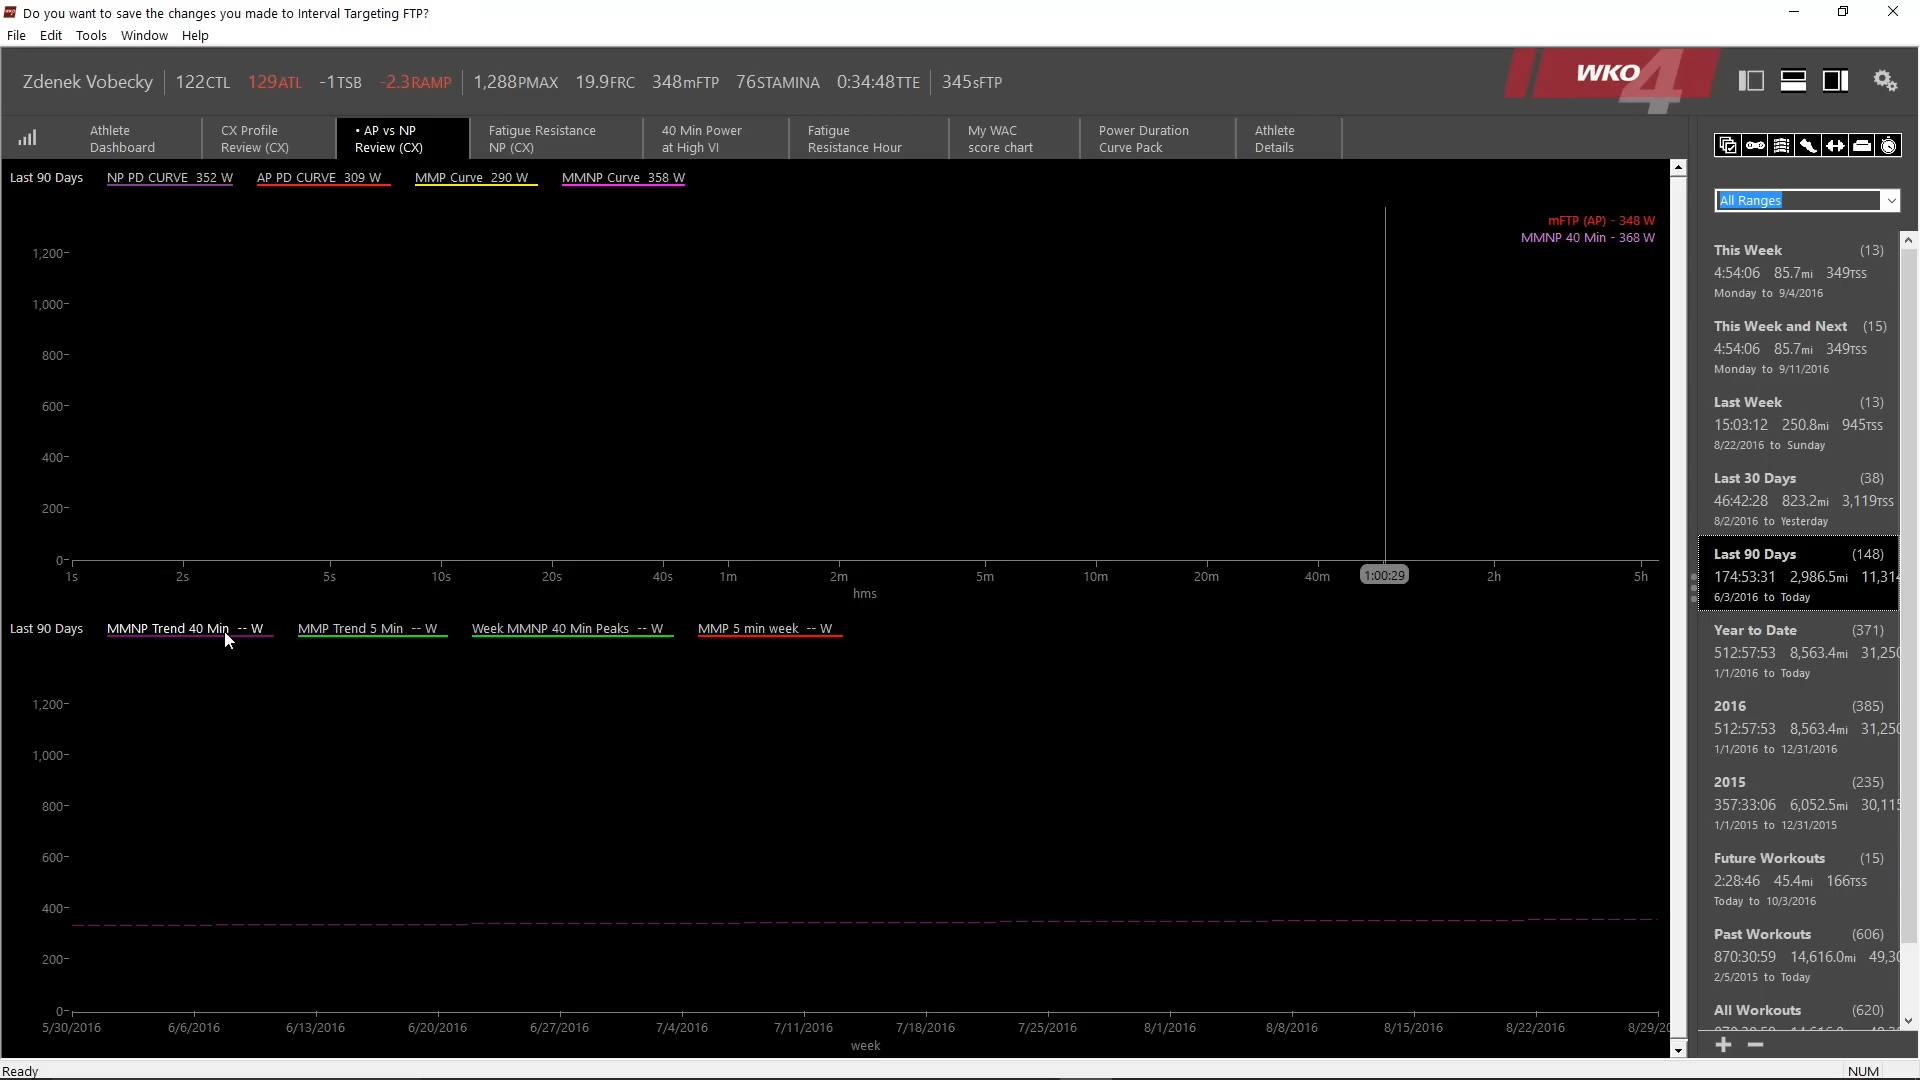 Do you want to save the changes you made to Interval Targeting FTP?
File Edit Tools Window Help
Zdenek Vobecky 122CTL 129ATL -1TSB -2.3RAMP 1,288PMAX 19.9FRC 348mFTP 76STAMINA 0:34:48TTE 345sFTP
WKO4
Athlete Dashboard
CX Profile Review (CX)
• AP vs NP Review (CX)
Fatigue Resistance NP (CX)
40 Min Power at High VI
Fatigue Resistance Hour
My WAC score chart
Power Duration Curve Pack
Athlete Details
Last 90 Days NP PD CURVE 352 W AP PD CURVE 309 W MMP Curve 290 W MMNP Curve 358 W
mFTP (AP) - 348 W
MMNP 40 Min - 368 W
1,200
1,000
800
600
400
200
0
1s 2s 5s 10s 20s 40s 1m 2m 5m 10m 20m 40m 1:00:29 2h 5h
hms
Last 90 Days MMNP Trend 40 Min -- W MMP Trend 5 Min -- W Week MMNP 40 Min Peaks -- W MMP 5 min week -- W
1,200
1,000
800
600
400
200
0
5/30/2016 6/6/2016 6/13/2016 6/20/2016 6/27/2016 7/4/2016 7/11/2016 7/18/2016 7/25/2016 8/1/2016 8/8/2016 8/15/2016 8/22/2016 8/29/20
week
All Ranges
This Week (13)
4:54:06 85.7mi 349TSS
Monday to 9/4/2016
This Week and Next (15)
4:54:06 85.7mi 349TSS
Monday to 9/11/2016
Last Week (13)
15:03:12 250.8mi 945TSS
8/22/2016 to Sunday
Last 30 Days (38)
46:42:28 823.2mi 3,119TSS
8/2/2016 to Yesterday
Last 90 Days (148)
174:53:31 2,986.5mi 11,314
6/3/2016 to Today
Year to Date (371)
512:57:53 8,563.4mi 31,250
1/1/2016 to Today
2016 (385)
512:57:53 8,563.4mi 31,250
1/1/2016 to 12/31/2016
2015 (235)
357:33:06 6,052.5mi 30,115
1/1/2015 to 12/31/2015
Future Workouts (15)
2:28:46 45.4mi 166TSS
Today to 10/3/2016
Past Workouts (606)
870:30:59 14,616.0mi 49,30
2/5/2015 to Today
All Workouts (620)
Ready NUM